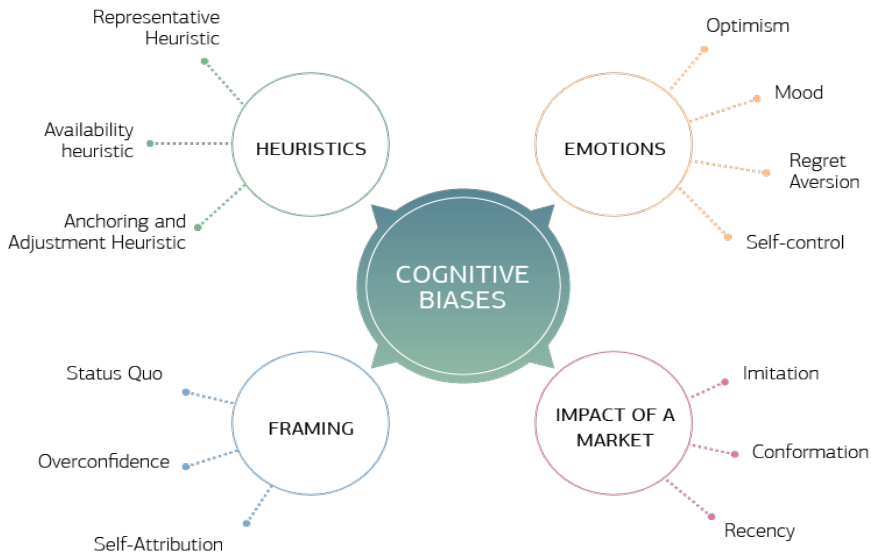 Representative
Heuristic
Availability
heuristic
Anchoring and
Adjustment Heuristic
HEURISTICS
Optimism
Mood
Regret
Aversion
Self-control
EMOTIONS
COGNITIVE
BIASES
Status Quo
Overconfidence
Self-Attribution
FRAMING
IMPACT OF A
MARKET
Imitation
Conformation
Recency